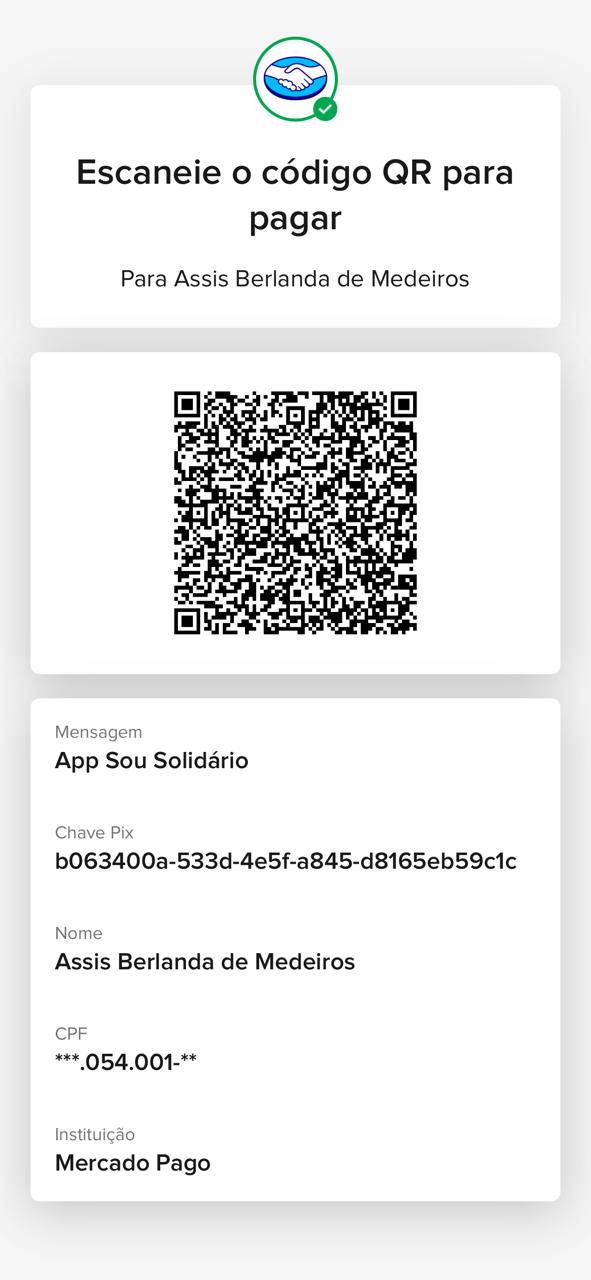 Escaneie o código QR para
pagar
Para Assis Berlanda de Medeiros
Mensagem
App Sou Solidário
Chave Pix
b063400a-533d-4e5f-a845-d8165eb59c1c
Nome
Assis Berlanda de Medeiros
CPF
***.054.001-**
Instituição
Mercado Pago